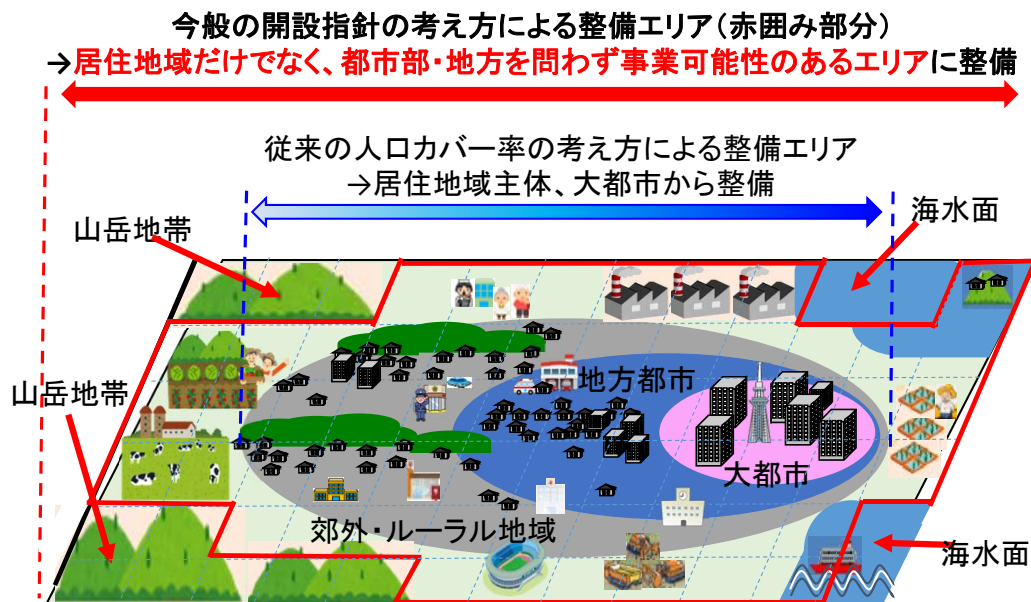 今般の開設指針の考え方による整備エリア（赤囲み部分）
→居住地域だけでなく、都市部・地方を問わず事業可能性のあるエリアに整備
従来の人口カバー率の考え方による整備エリア
→居住地域主体、大都市から整備
山岳地帯
海水面
地方都市
山岳地帯
大都市
郊外・ルーラル地域
海水面